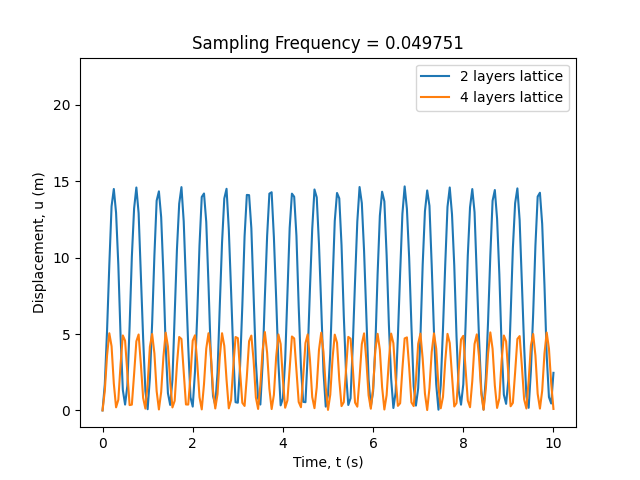 Sampling Frequency = 0.049751
2 layers lattice
4 layers lattice
20
15
10
5
0
Displacement, u (m)
0 2 4 6 8 10
Time, t (s)